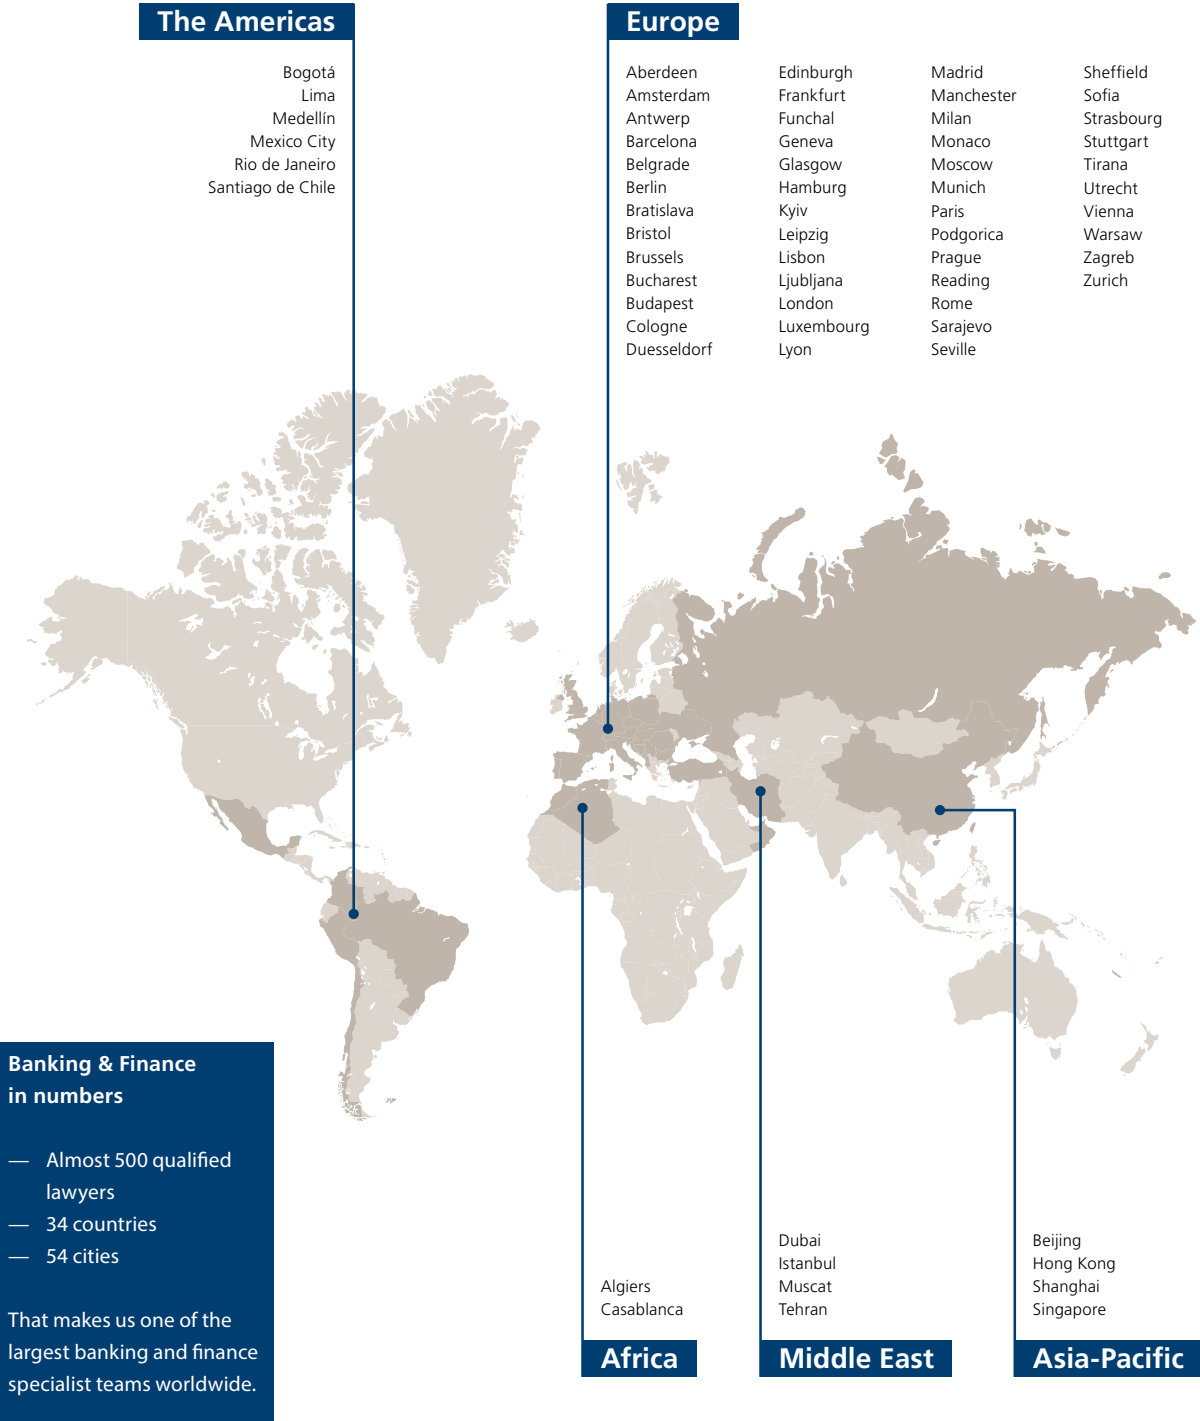 The Americas
Bogotá
Lima
Medellín
Mexico City
Rio de Janeiro
Santiago de Chile
Europe
Aberdeen
Amsterdam
Antwerp
Barcelona
Belgrade
Berlin
Bratislava
Bristol
Brussels
Bucharest
Budapest
Cologne
Duesseldorf
Edinburgh
Frankfurt
Funchal
Geneva
Glasgow
Hamburg
Kyiv
Leipzig
Lisbon
Ljubljana
London
Luxembourg
Lyon
Madrid
Manchester
Milan
Monaco
Moscow
Munich
Paris
Podgorica
Prague
Reading
Rome
Sarajevo
Seville
Sheffield
Sofia
Strasbourg
Stuttgart
Tirana
Utrecht
Vienna
Warsaw
Zagreb
Zurich
Banking & Finance
in numbers
— Almost 500 qualified
lawyers
— 34 countries
— 54 cities
That makes us one of the
largest banking and finance
specialist teams worldwide.
Algiers
Casablanca
Africa
Dubai
Istanbul
Muscat
Tehran
Middle East
Beijing
Hong Kong
Shanghai
Singapore
Asia-Pacific